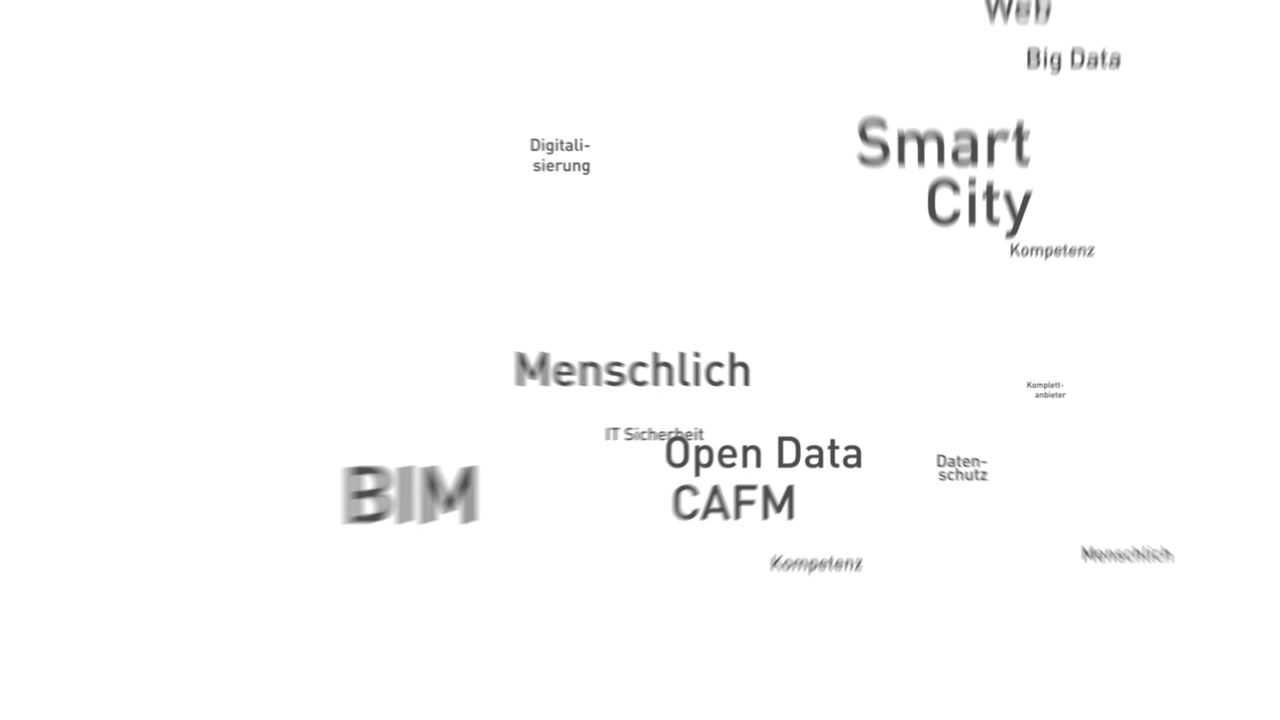 Web
Big Data
Digitali-
sierung
Smart
City
Kompetenz
Menschlich
Komplett-
anbieter
IT Sicherheit
Open Data
Daten-
schutz
BIM
CAFM
Kompetenz
Menschlich